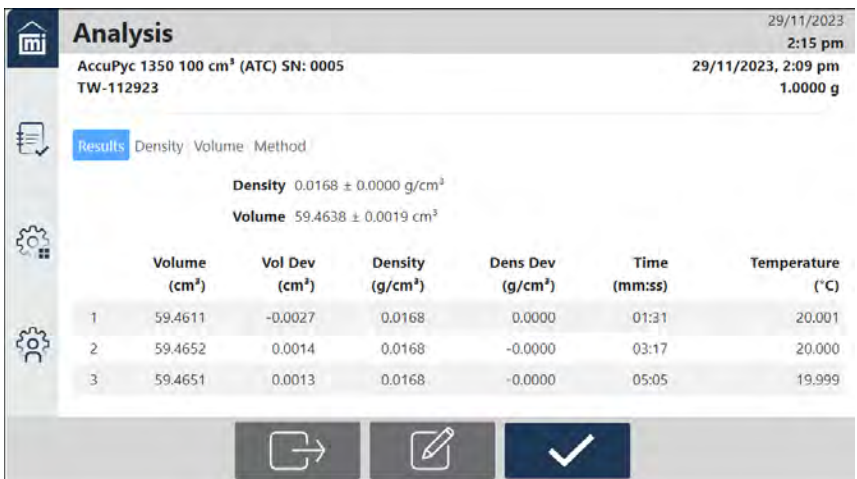 mi
Analysis
29/11/2023
2:15 pm
AccuPyc 1350 100 cm³ (ATC) SN: 0005
29/11/2023, 2:09 pm
TW-112923
1.0000 g
Results Density Volume Method
Density 0.0168 ± 0.0000 g/cm³
Volume 59.4638 ± 0.0019 cm³
Volume Vol Dev Density Dens Dev Time Temperature
(cm³) (cm³) (g/cm³) (g/cm³) (mm:ss) (°C)
1 59.4611 -0.0027 0.0168 0.0000 01:31 20.001
2 59.4652 0.0014 0.0168 -0.0000 03:17 20.000
3 59.4651 0.0013 0.0168 -0.0000 05:05 19.999